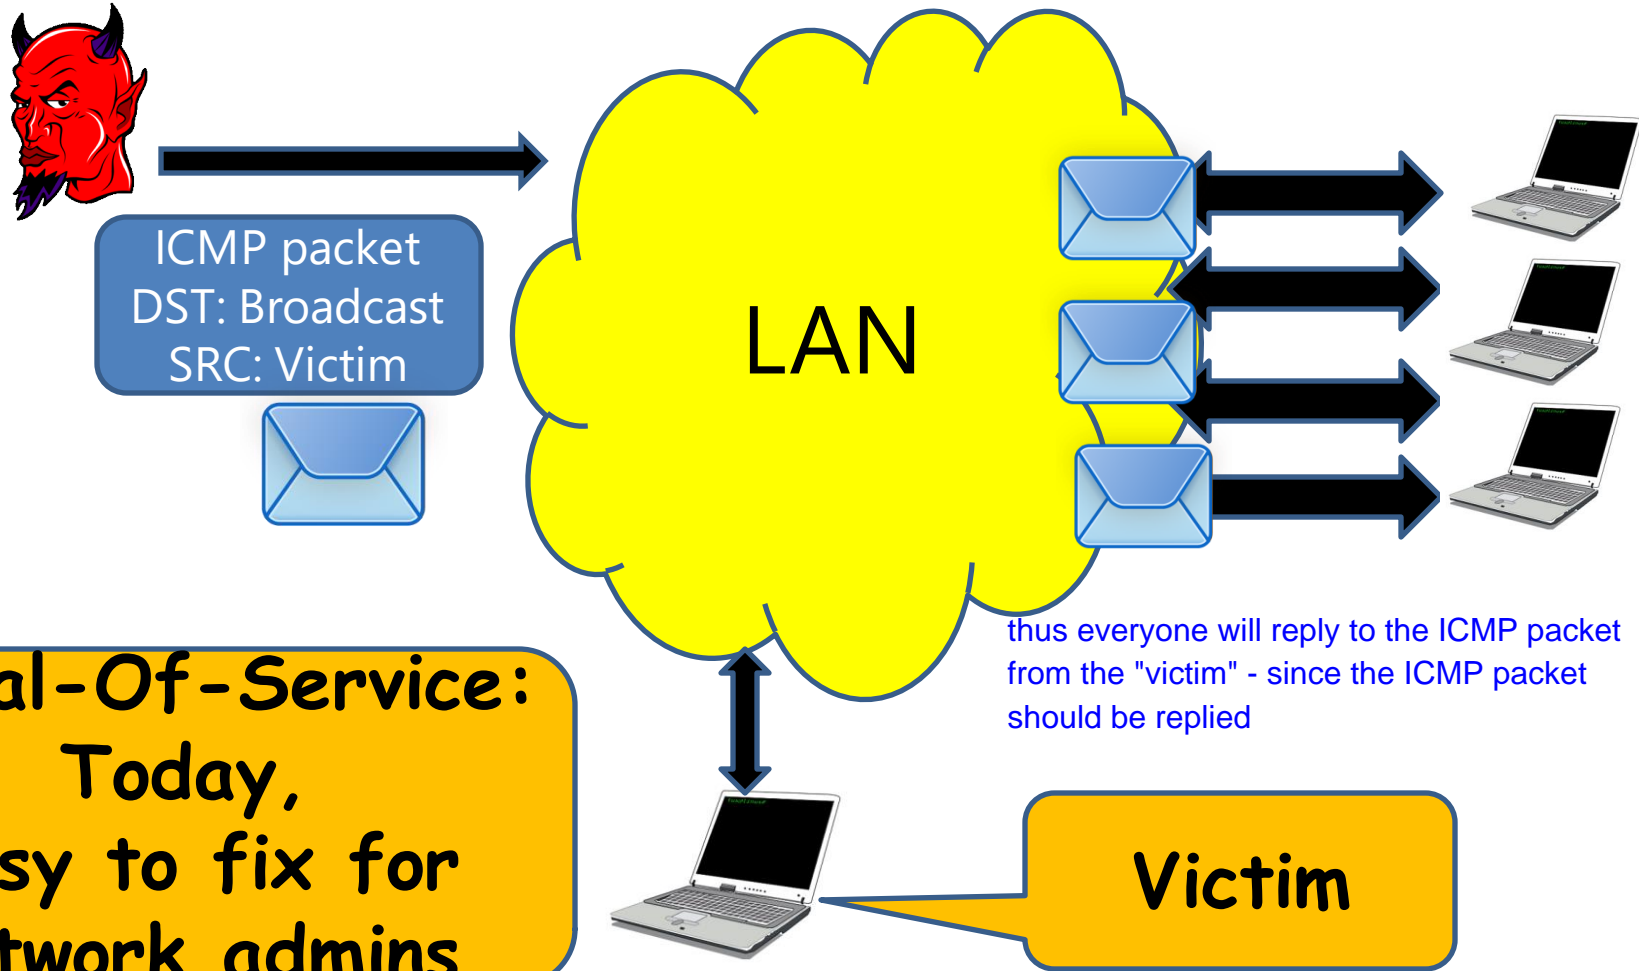 ICMP packet
DST: Broadcast
SRC: Victim
LAN
thus everyone will reply to the ICMP packet
from the "victim" - since the ICMP packet
should be replied
al-Of-Service:
Today,
sy to fix for
twork admins
Victim